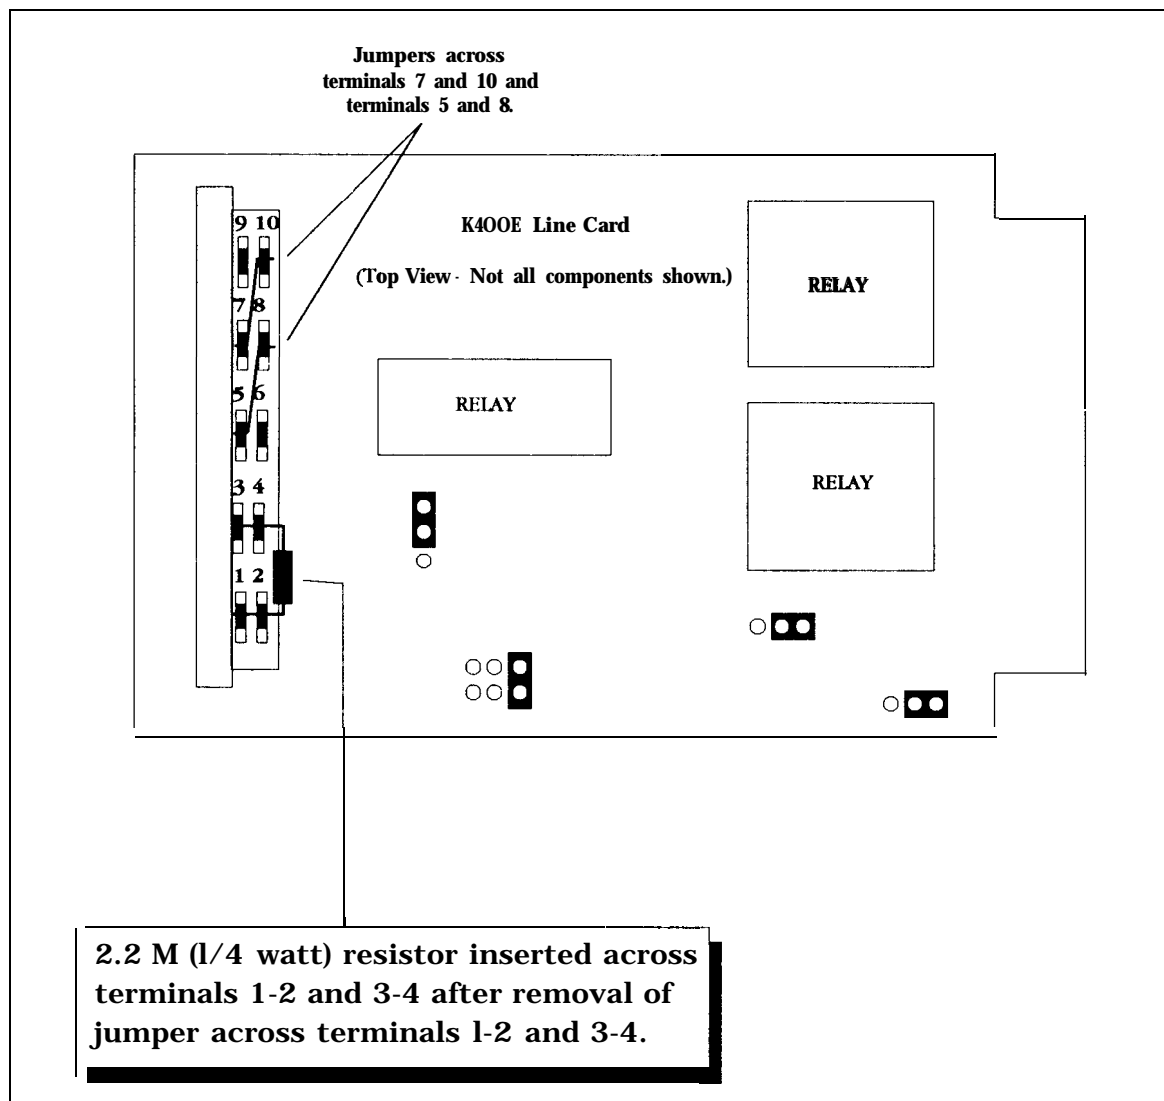 Jumpers across
terminals 7 and 10 and
terminals 5 and 8.
K400E Line Card
(Top View - Not all components shown.)
9 10
7 8
5 6
3 4
1 2
RELAY
RELAY
RELAY
2.2 M (l/4 watt) resistor inserted across
terminals 1-2 and 3-4 after removal of
jumper across terminals l-2 and 3-4.